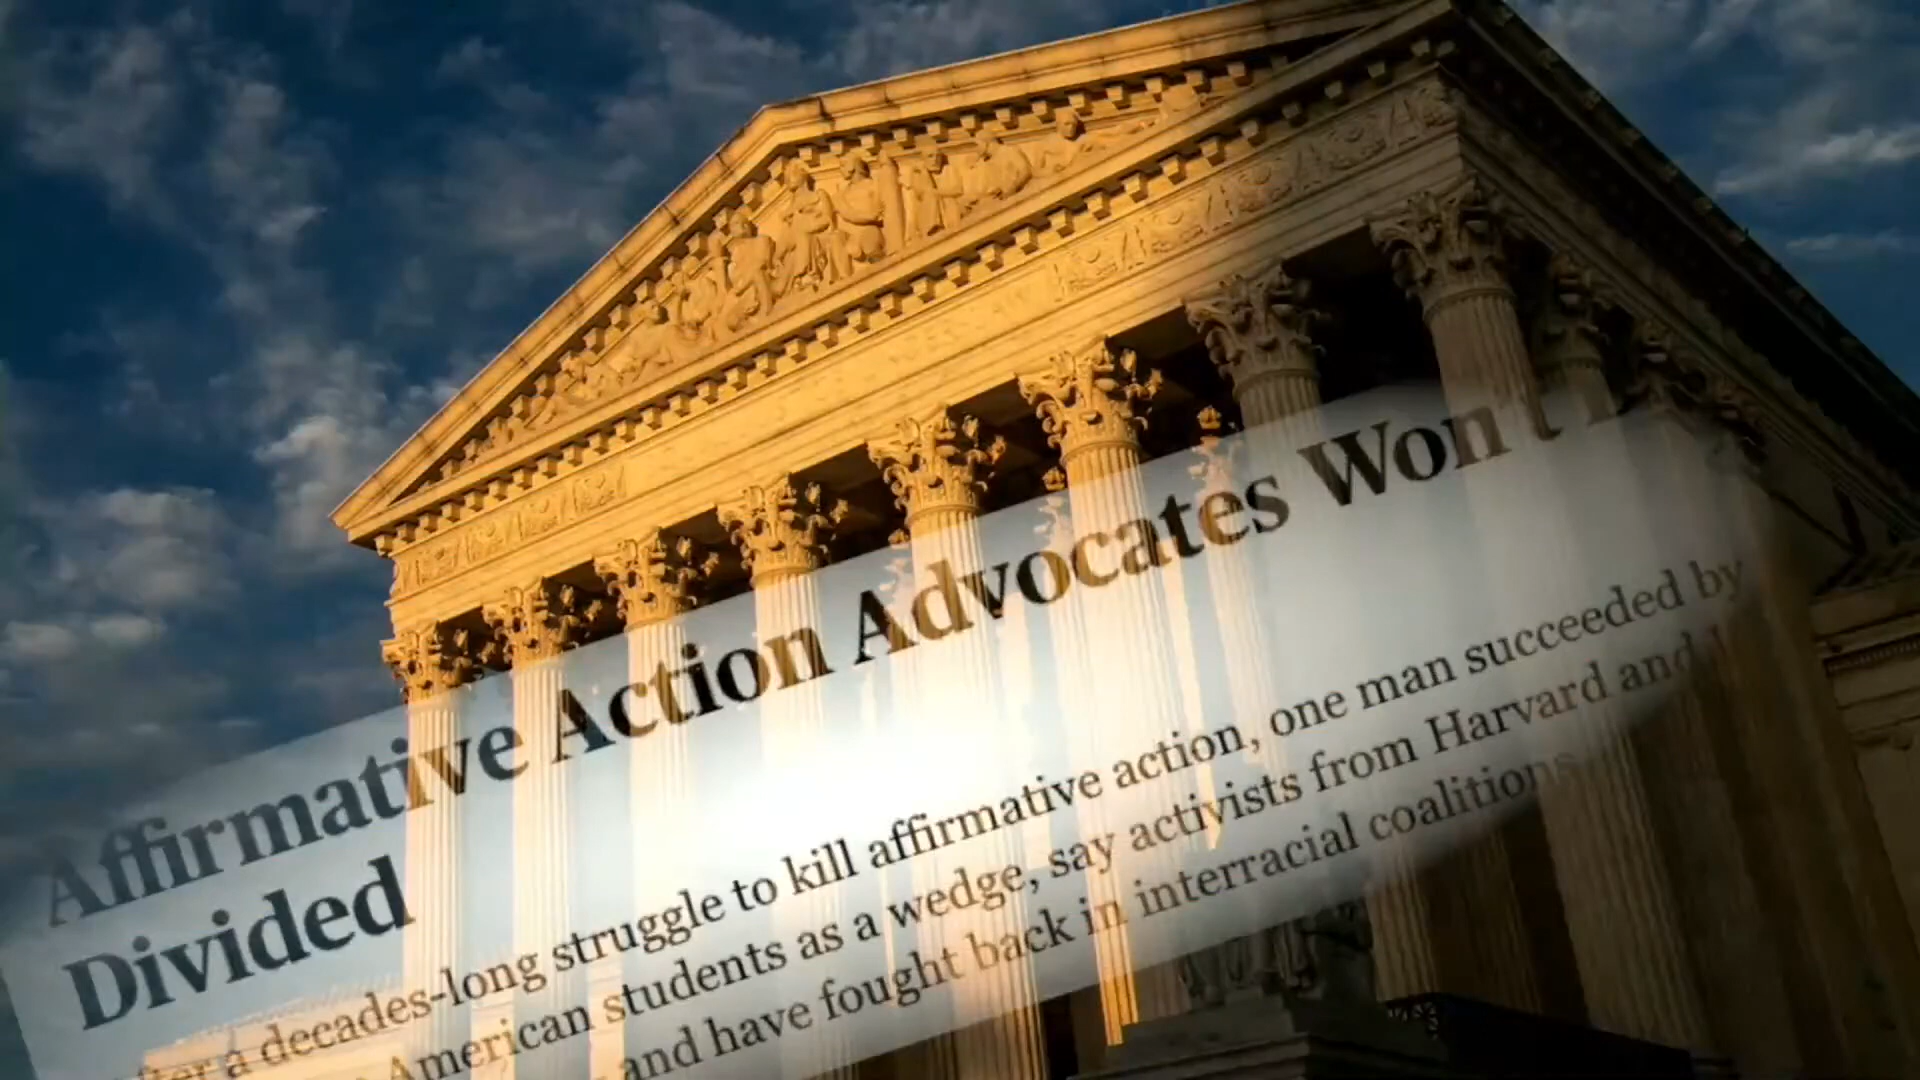 Affirmative Action Advocates Won't
Divided
After a decades-long struggle to kill affirmative action, one man succeeded by
American students as a wedge, say activists from Harvard and
and have fought back in interracial coalitions